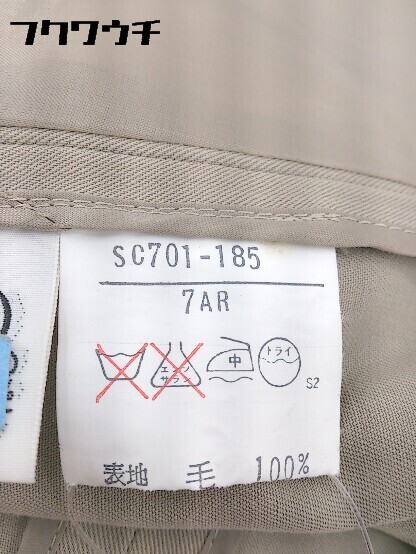 フクワウチ
SC701-185
7AR
エンソ
サラシ
中
ドライ
S2
表地 毛 100%